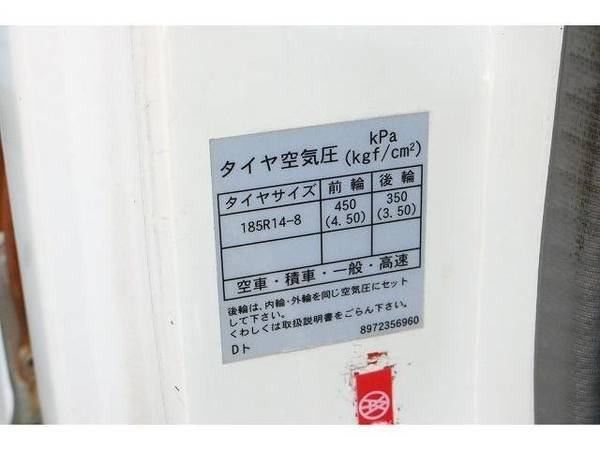 kPa
タイヤ空気圧 (kgf/cm²)
タイヤサイズ 前輪 後輪
185R14-8 450 (4.50) 350 (3.50)
空車・積車・一般・高速
後輪は、内輪・外輪を同じ空気圧にセット
して下さい。
くわしくは取扱説明書をごらん下さい。
8972356960
Dト